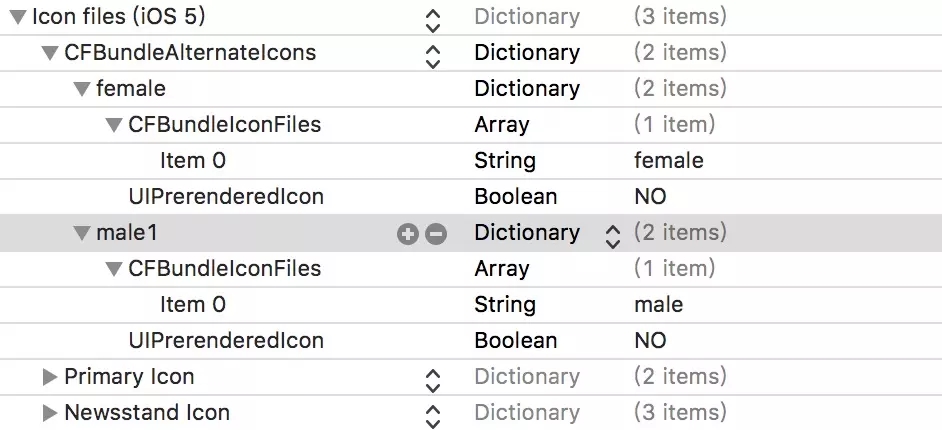 Icon files (iOS 5) Dictionary (3 items)
CFBundleAlternateIcons Dictionary (2 items)
female Dictionary (2 items)
CFBundleIconFiles Array (1 item)
Item 0 String female
UIPrerenderedIcon Boolean NO
male1 Dictionary (2 items)
CFBundleIconFiles Array (1 item)
Item 0 String male
UIPrerenderedIcon Boolean NO
Primary Icon Dictionary (2 items)
Newsstand Icon Dictionary (3 items)